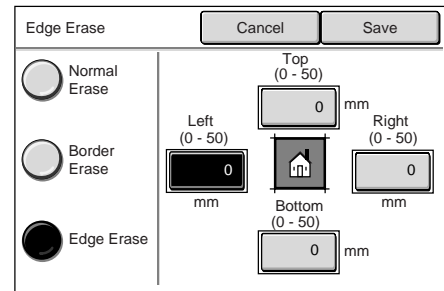 Edge Erase
Cancel
Save
Normal
Erase
Border
Erase
Edge Erase
Top
(0 - 50)
0 mm
Left
(0 - 50)
0
mm
Right
(0 - 50)
0
mm
Bottom
(0 - 50)
0 mm